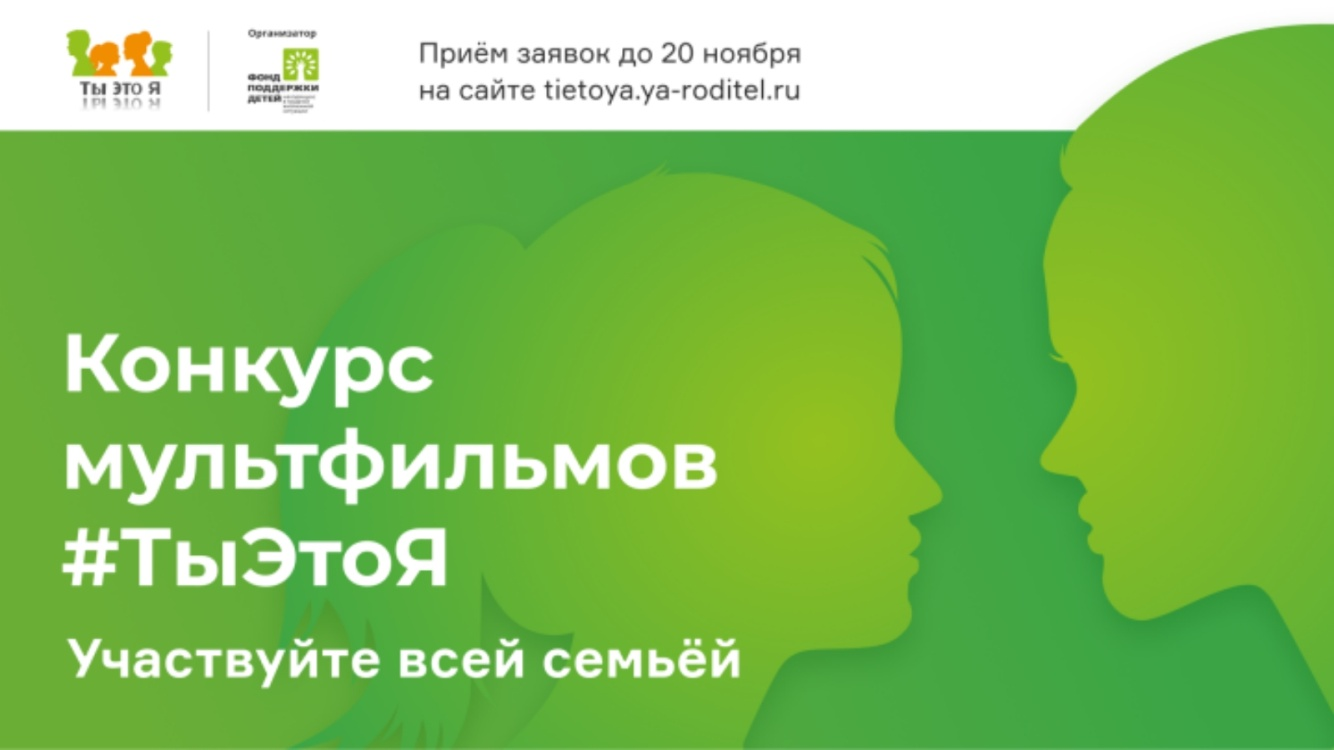 Ты Это Я
Организатор
ФОНД
ПОДДЕРЖКИ
ДЕТЕЙ
Приём заявок до 20 ноября
на сайте tietoya.ya-roditel.ru
Конкурс
мультфильмов
#ТыЭтоЯ
Участвуйте всей семьёй